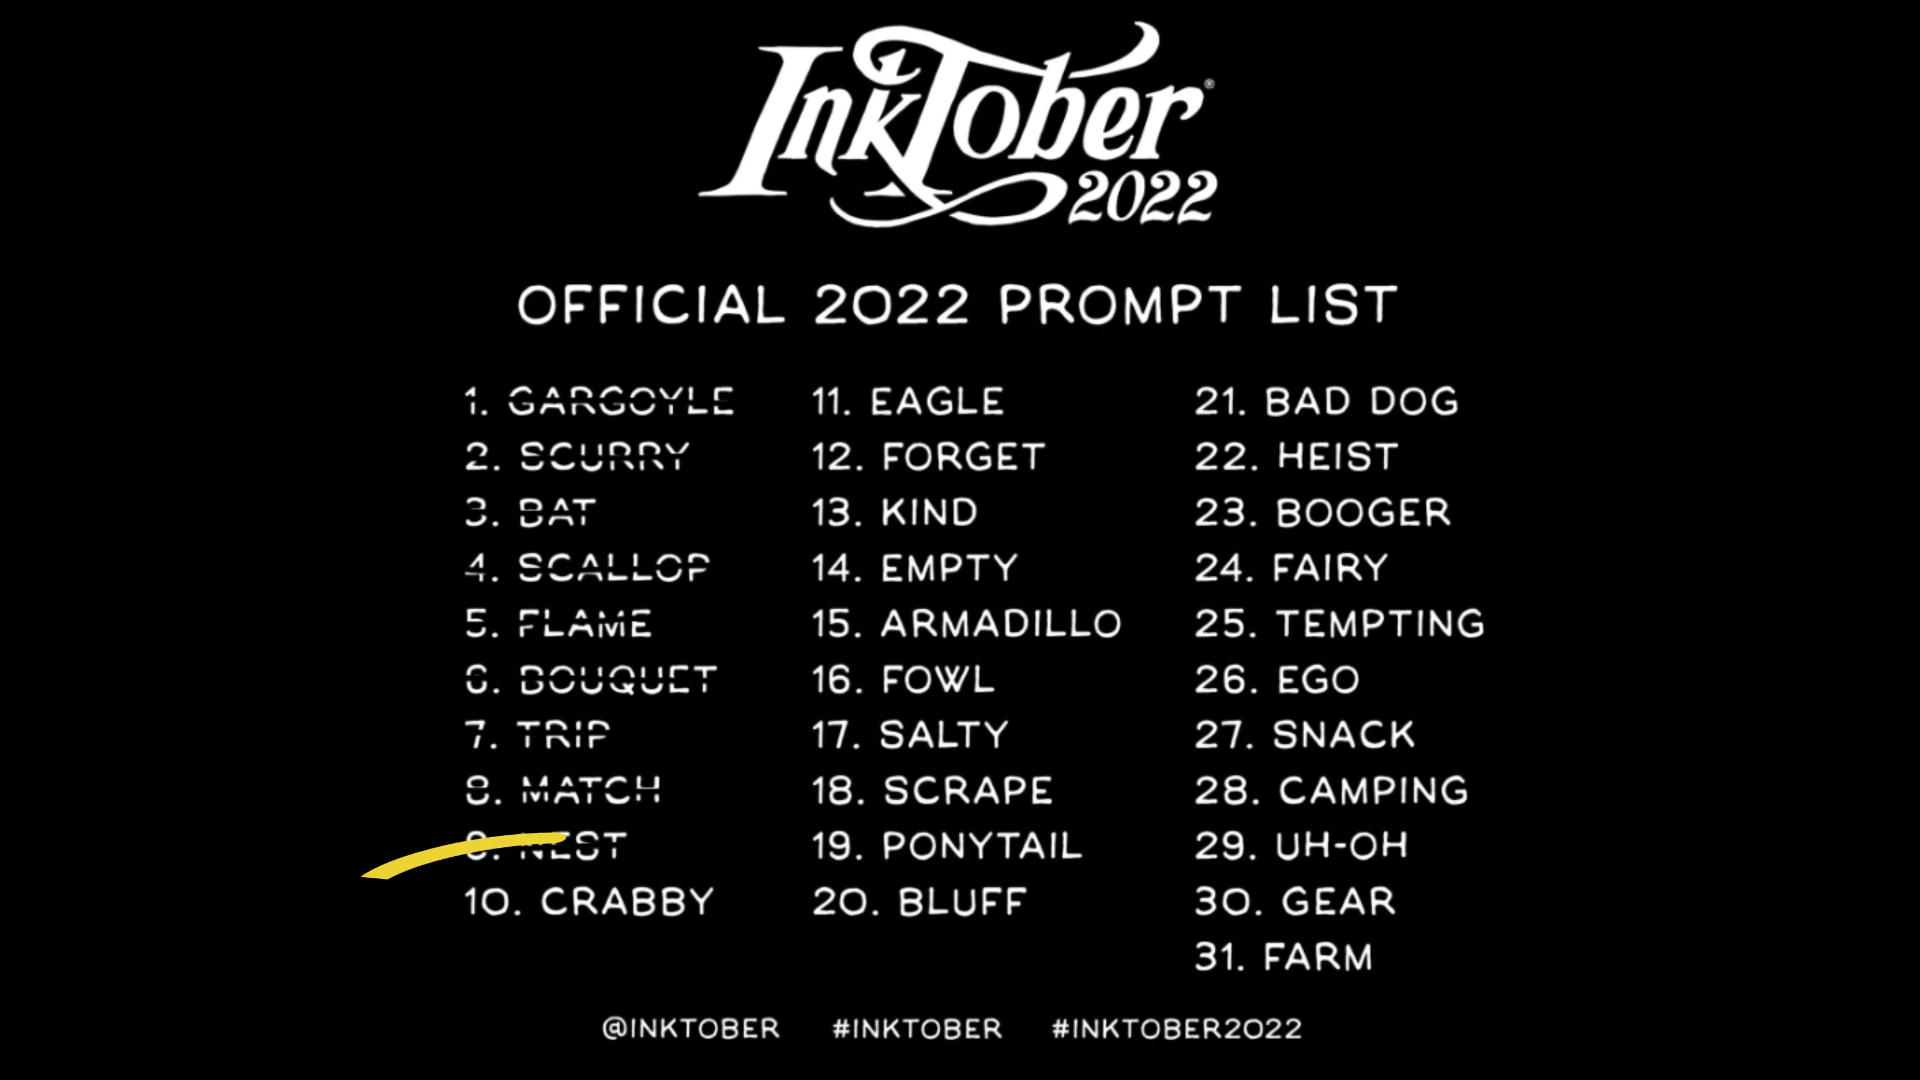 InkTober®
2022
OFFICIAL 2022 PROMPT LIST
1. GARGOYLE
2. SCURRY
3. BAT
4. SCALLOP
5. FLAME
6. BOUQUET
7. TRIP
8. MATCH
9. NEST
10. CRABBY
11. EAGLE
12. FORGET
13. KIND
14. EMPTY
15. ARMADILLO
16. FOWL
17. SALTY
18. SCRAPE
19. PONYTAIL
20. BLUFF
21. BAD DOG
22. HEIST
23. BOOGER
24. FAIRY
25. TEMPTING
26. EGO
27. SNACK
28. CAMPING
29. UH-OH
30. GEAR
31. FARM
@INKTOBER #INKTOBER #INKTOBER2022